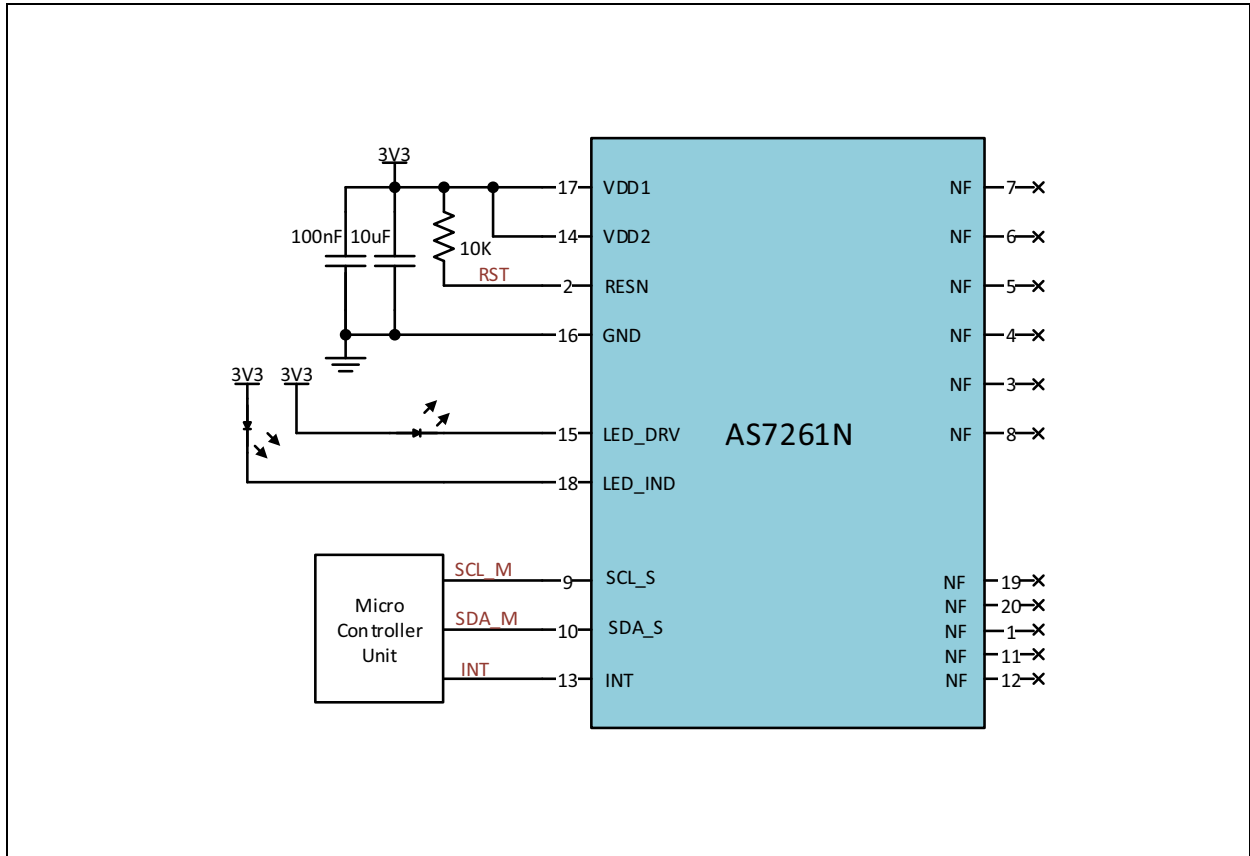 3V3
17 VDD1 NF 7
100nF 10uF 10K 14 VDD2 NF 6
RST 2 RESN NF 5
16 GND NF 4
3V3 3V3 NF 3
15 LED_DRV AS7261N NF 8
18 LED_IND
SCL_M 9 SCL_S NF 19
Micro NF 20
Controller SDA_M 10 SDA_S NF 1
Unit NF 11
INT 13 INT NF 12